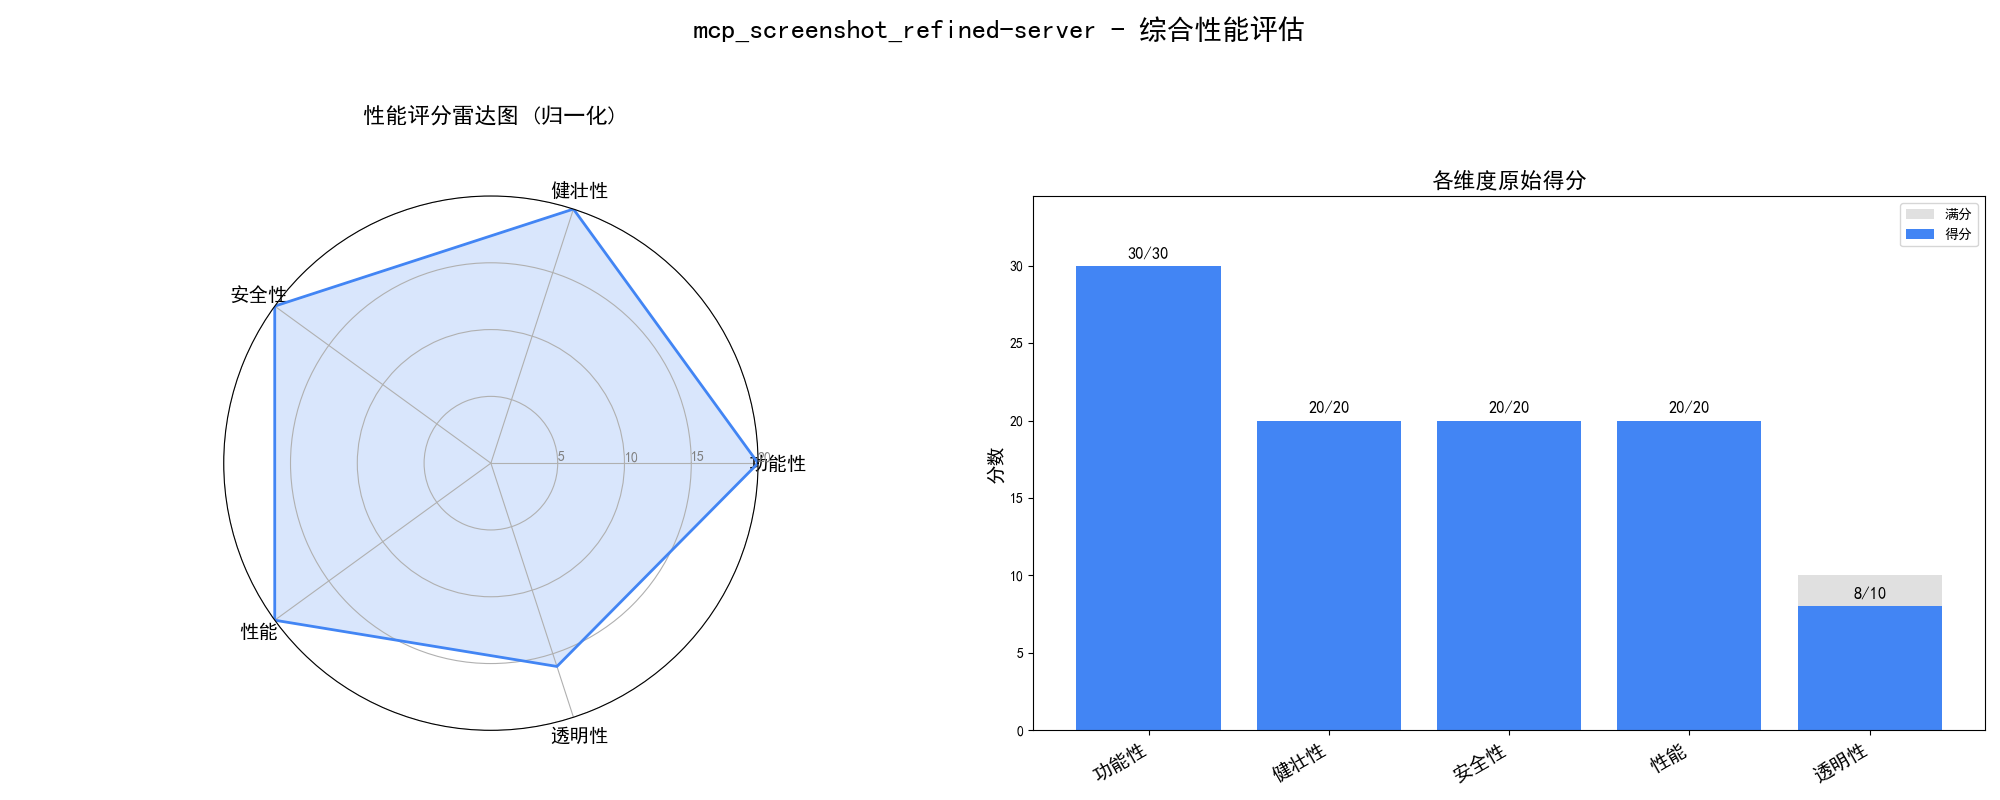 mcp_screenshot_refined-server - 综合性能评估
性能评分雷达图 (归一化)
健壮性
安全性
功能性
性能
透明性
5
10
15
20
各维度原始得分
满分
得分
30/30
20/20
20/20
20/20
8/10
分数
30
25
20
15
10
5
0
功能性
健壮性
安全性
性能
透明性